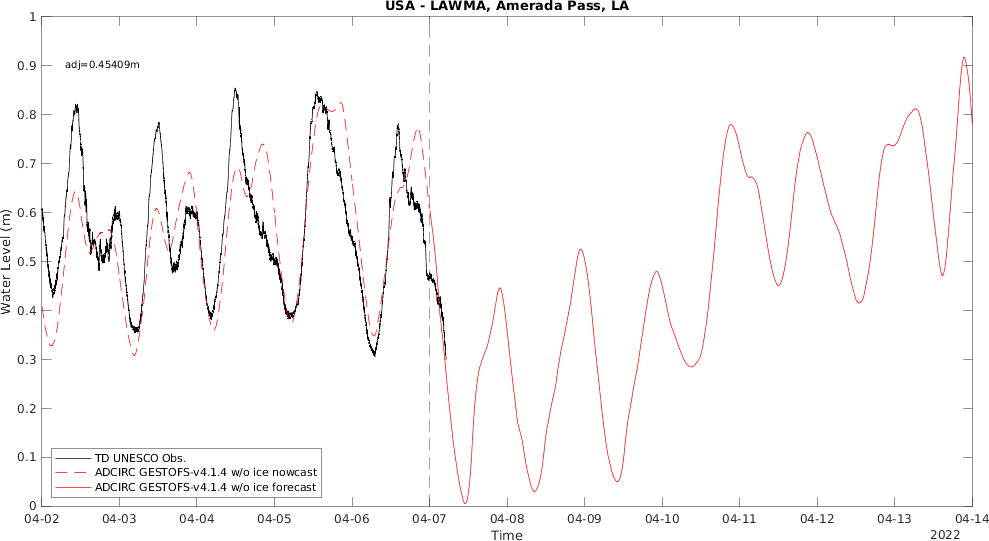 USA - LAWMA, Amerada Pass, LA
1
0.9
0.8
0.7
0.6
0.5
0.4
0.3
0.2
0.1
0
Water Level (m)
adj=0.45409m
TD UNESCO Obs.
ADCIRC GESTOFS-v4.1.4 w/o ice nowcast
ADCIRC GESTOFS-v4.1.4 w/o ice forecast
04-02 04-03 04-04 04-05 04-06 04-07 04-08 04-09 04-10 04-11 04-12 04-13 04-14
Time
2022